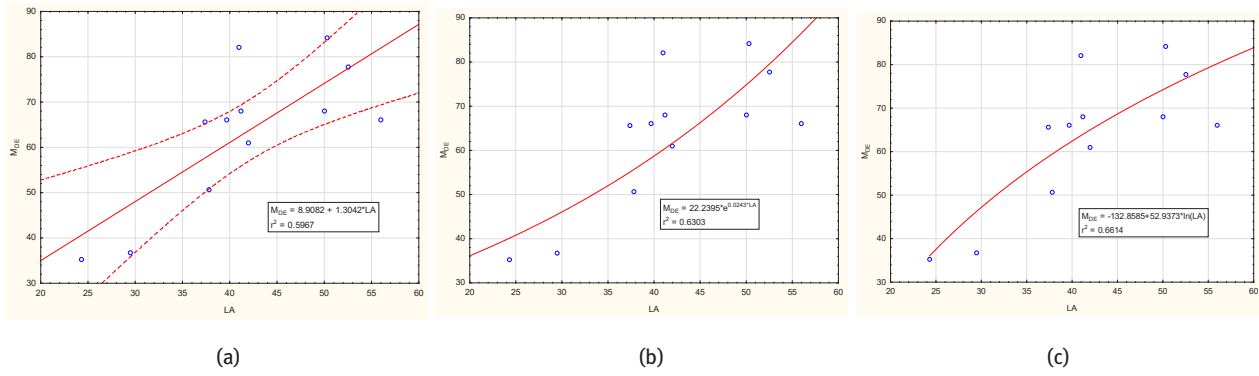 90
80
70
60
50
40
30
M_DE
M_DE = 8.9082 + 1.3042*LA
r² = 0.5967
20 25 30 35 40 45 50 55 60
LA
(a)
90
80
70
60
50
40
30
M_DE
M_DE = 22.2395*e^0.0243*LA
r² = 0.6303
20 25 30 35 40 45 50 55 60
LA
(b)
90
80
70
60
50
40
30
M_DE
M_DE = -132.8585+52.9373*ln(LA)
r² = 0.6614
20 25 30 35 40 45 50 55 60
LA
(c)